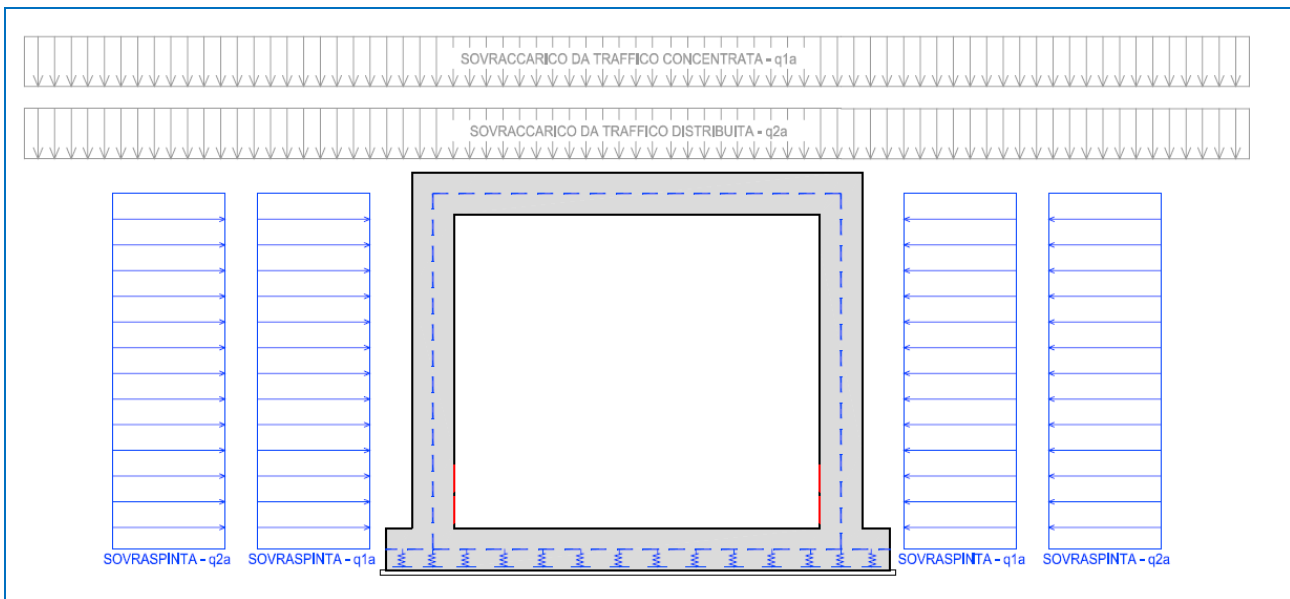 SOVRACCARICO DA TRAFFICO CONCENTRATA - q1a
SOVRACCARICO DA TRAFFICO DISTRIBUITA - q2a
SOVRASPINTA - q2a
SOVRASPINTA - q1a
SOVRASPINTA - q1a
SOVRASPINTA - q2a